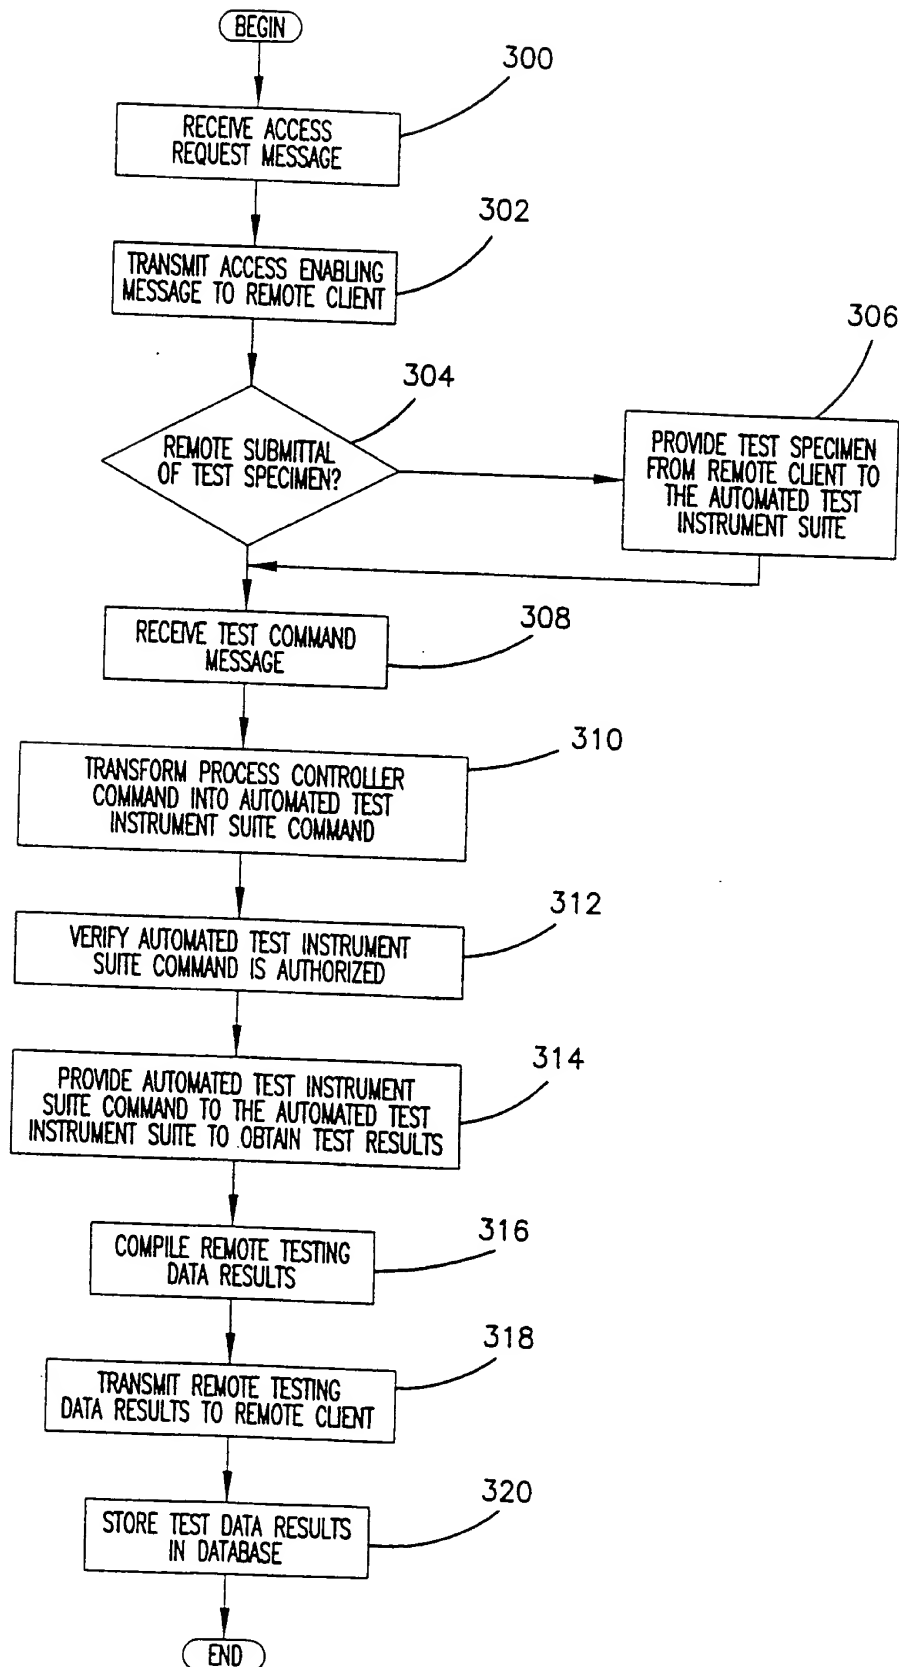 BEGIN
300
RECEIVE ACCESS
REQUEST MESSAGE
302
TRANSMIT ACCESS ENABLING
MESSAGE TO REMOTE CLIENT
304
REMOTE SUBMITTAL
OF TEST SPECIMEN?
306
PROVIDE TEST SPECIMEN
FROM REMOTE CLIENT TO
THE AUTOMATED TEST
INSTRUMENT SUITE
308
RECEIVE TEST COMMAND
MESSAGE
310
TRANSFORM PROCESS CONTROLLER
COMMAND INTO AUTOMATED TEST
INSTRUMENT SUITE COMMAND
312
VERIFY AUTOMATED TEST INSTRUMENT
SUITE COMMAND IS AUTHORIZED
314
PROVIDE AUTOMATED TEST INSTRUMENT
SUITE COMMAND TO THE AUTOMATED TEST
INSTRUMENT SUITE TO OBTAIN TEST RESULTS
316
COMPILE REMOTE TESTING
DATA RESULTS
318
TRANSMIT REMOTE TESTING
DATA RESULTS TO REMOTE CLIENT
320
STORE TEST DATA RESULTS
IN DATABASE
END